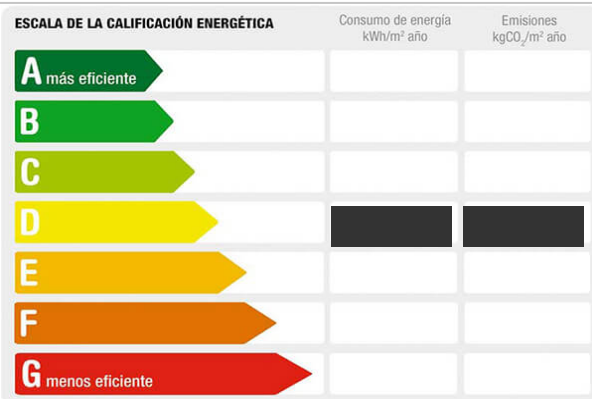 ESCALA DE LA CALIFICACIÓN ENERGÉTICA
Consumo de energía
kWh/m² año
Emisiones
kgCO₂/m² año
A más eficiente
B
C
D
E
F
G menos eficiente